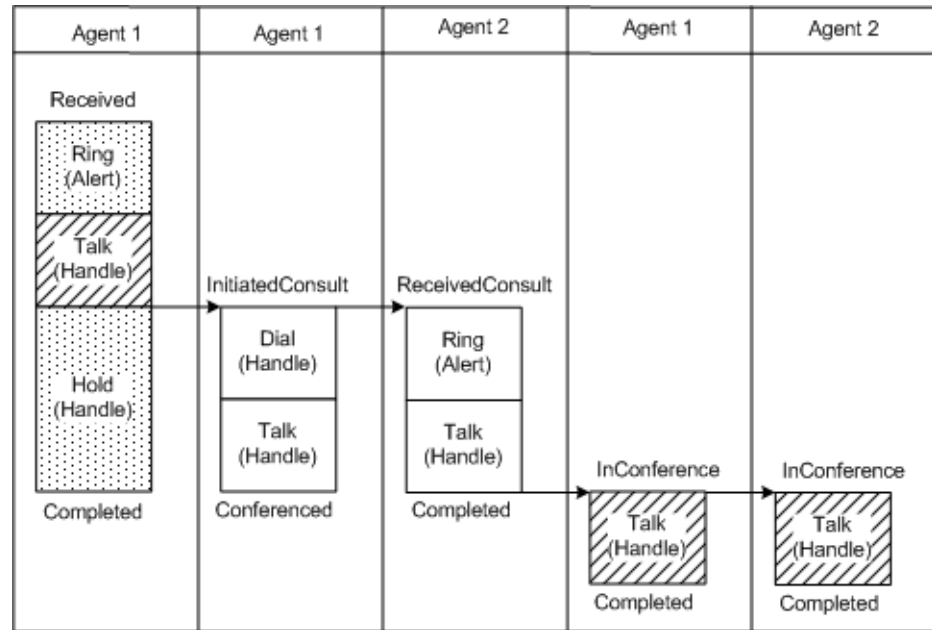 Agent 1
Agent 1
Agent 2
Agent 1
Agent 2
Received
Ring
(Alert)
Talk
(Handle)
Hold
(Handle)
Completed
InitiatedConsult
Dial
(Handle)
Talk
(Handle)
Conferenced
ReceivedConsult
Ring
(Alert)
Talk
(Handle)
Completed
InConference
Talk
(Handle)
Completed
InConference
Talk
(Handle)
Completed